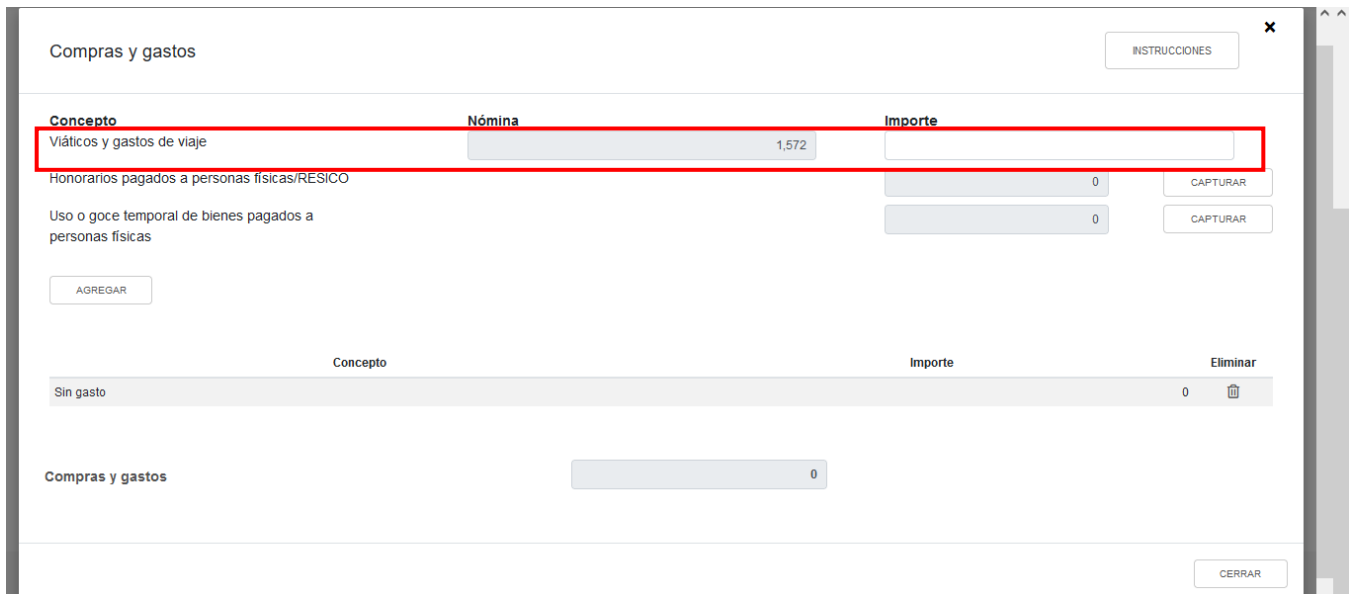 ×
Compras y gastos
INSTRUCCIONES
Concepto Nómina Importe
Viáticos y gastos de viaje 1,572
Honorarios pagados a personas físicas/RESICO 0 CAPTURAR
Uso o goce temporal de bienes pagados a 0 CAPTURAR
personas físicas
AGREGAR
Concepto Importe Eliminar
Sin gasto 0
Compras y gastos 0
CERRAR